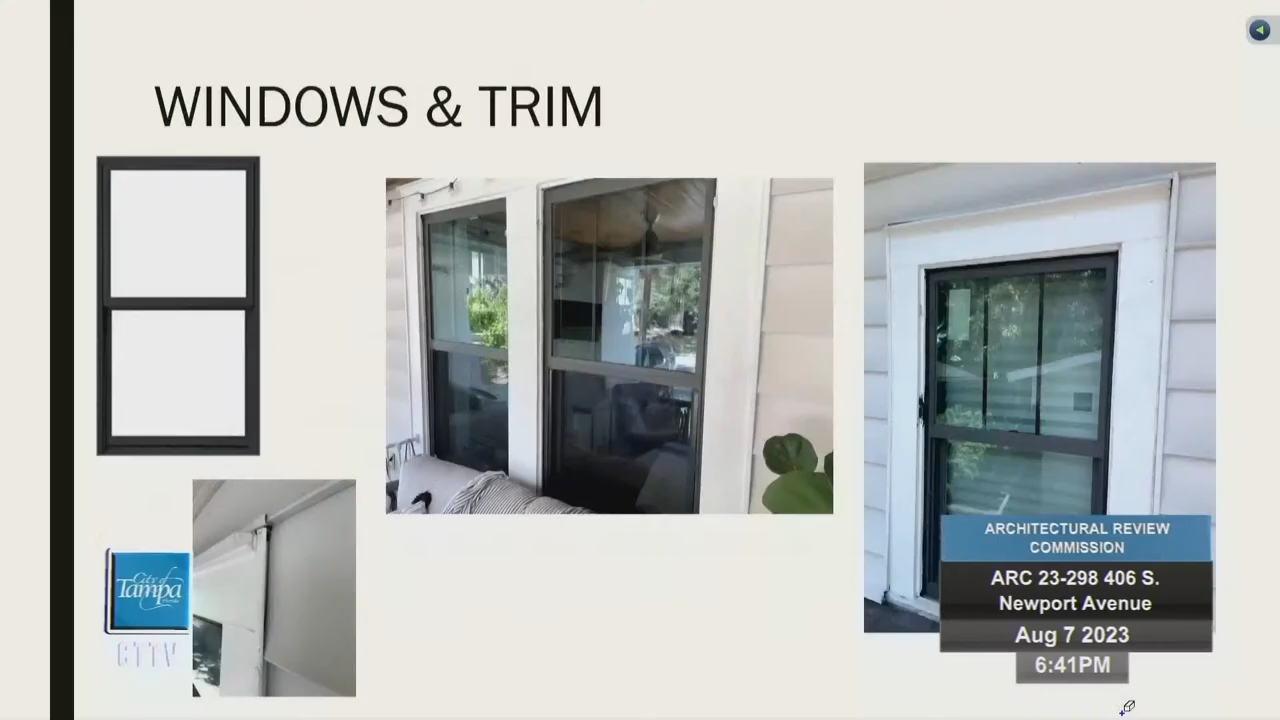 WINDOWS & TRIM
City of
Tampa
CTTV
ARCHITECTURAL REVIEW
COMMISSION
ARC 23-298 406 S.
Newport Avenue
Aug 7 2023
6:41PM